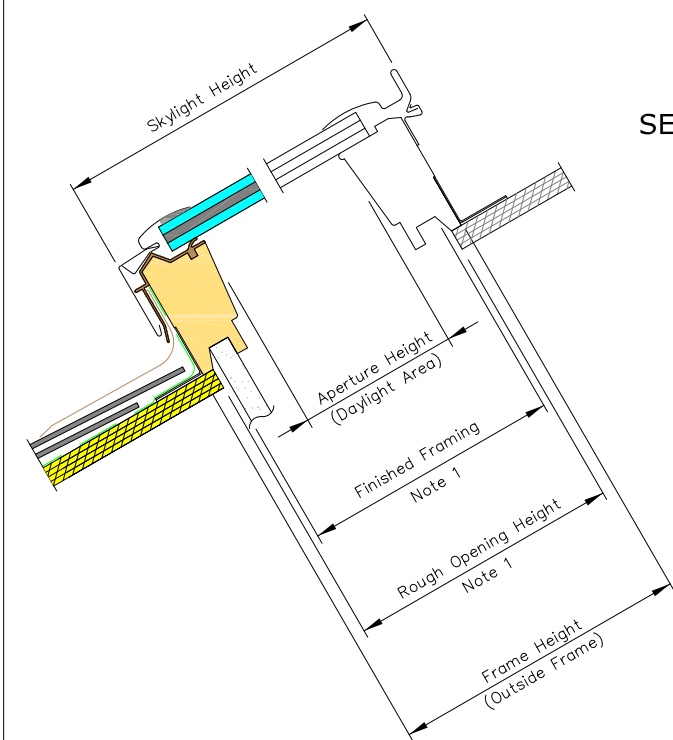 Skylight Height
SE
Aperture Height
(Daylight Area)
Finished Framing
Note 1
Rough Opening Height
Note 1
Frame Height
(Outside Frame)